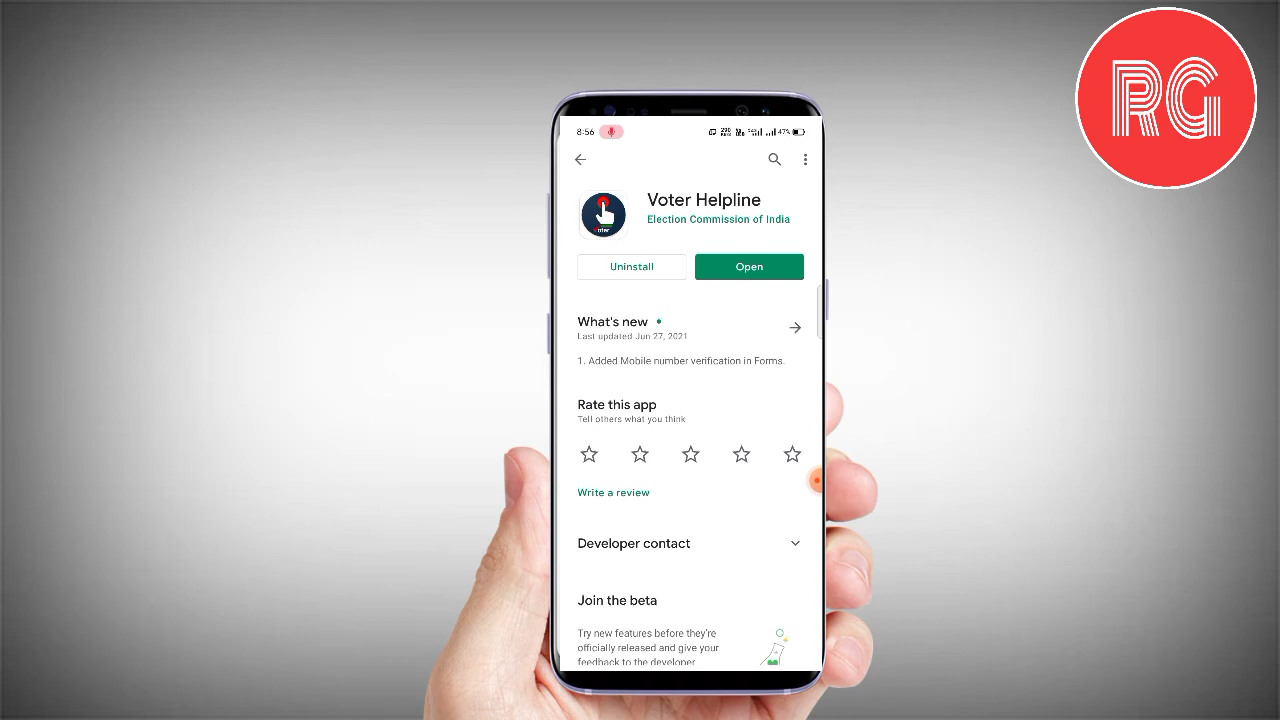 RG
8:56
47%
Voter Helpline
Election Commission of India
Uninstall
Open
What's new
Last updated Jun 27, 2021
1. Added Mobile number verification in Forms.
Rate this app
Tell others what you think
Write a review
Developer contact
Join the beta
Try new features before they're
officially released and give your
feedback to the developer